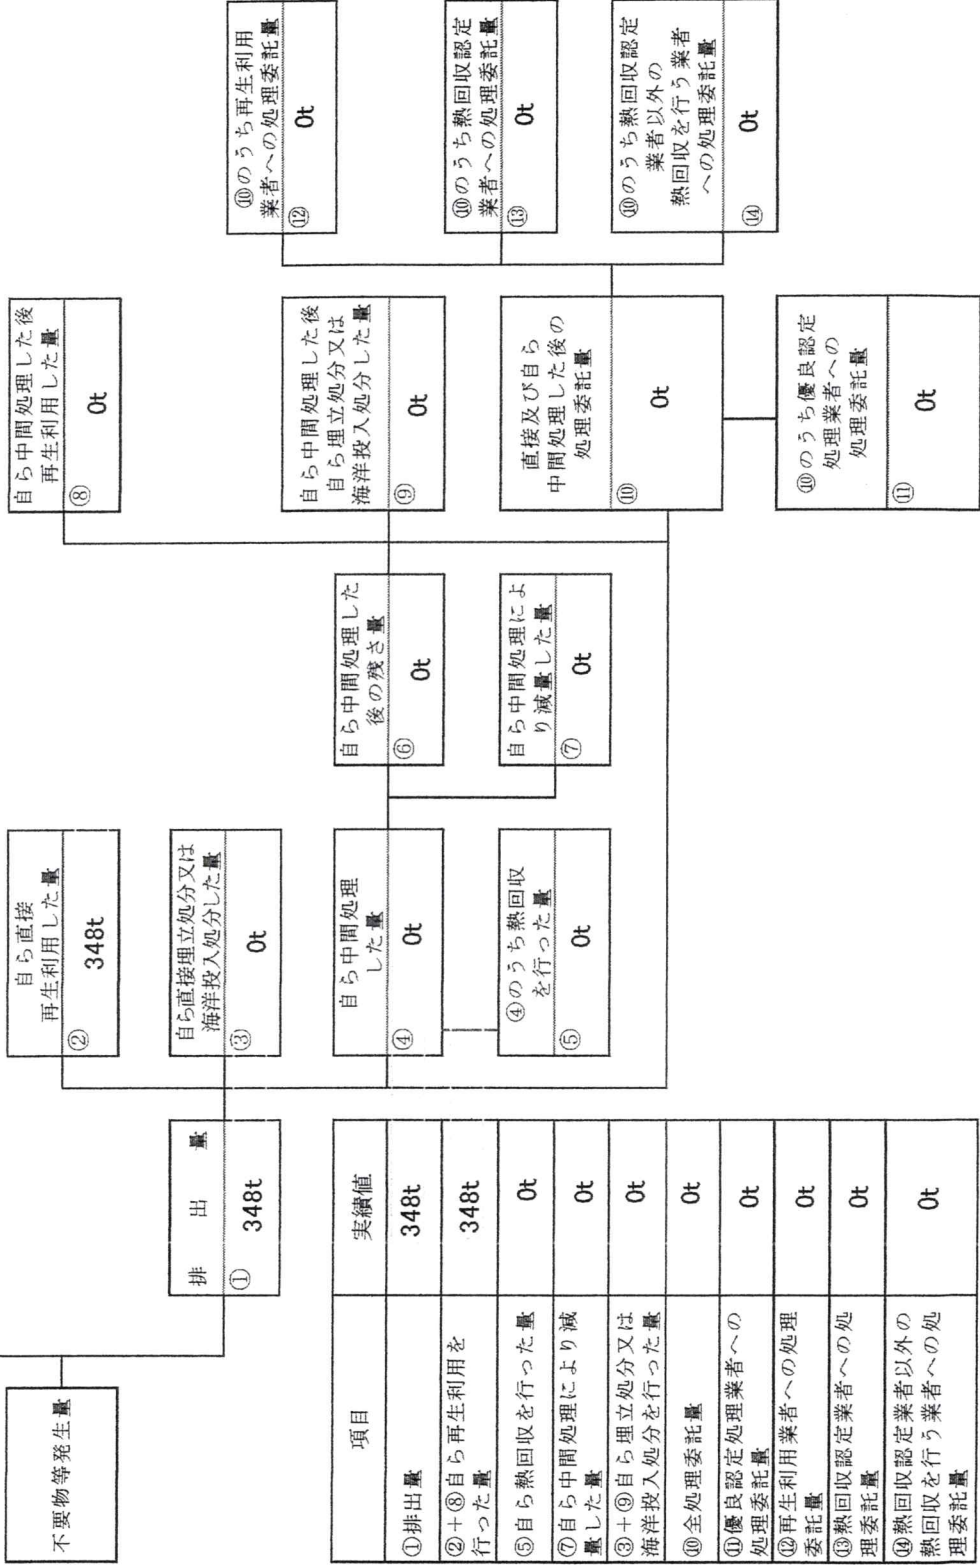 不要物等発生量
排出量
①
348t
自ら直接
再生利用した量
②
348t
自ら直接埋立処分又は
海洋投入処分した量
③
0t
自ら中間処理
した量
④
0t
④のうち熱回収
を行った量
⑤
0t
自ら中間処理した
後の残さ量
⑥
0t
自ら中間処理によ
り減量した量
⑦
0t
自ら中間処理した後
再生利用した量
⑧
0t
自ら中間処理した後
自ら埋立処分又は
海洋投入処分した量
⑨
0t
直接及び自ら
中間処理した後の
処理委託量
⑩
0t
⑩のうち優良認定
処理業者への
処理委託量
⑪
0t
⑩のうち再生利用
業者への処理委託量
⑫
0t
⑩のうち熱回収認定
業者への処理委託量
⑬
0t
⑩のうち熱回収認定
業者以外の
熱回収を行う業者
への処理委託量
⑭
0t
項目
実績値
①排出量
348t
②+⑧自ら再生利用を
行った量
348t
⑤自ら熱回収を行った量
0t
⑦自ら中間処理により減
量した量
0t
③+⑨自ら埋立処分又は
海洋投入処分を行った量
0t
⑩全処理委託量
0t
⑪優良認定処理業者への
処理委託量
0t
⑫再生利用業者への処理
委託量
0t
⑬熱回収認定業者への処
理委託量
0t
⑭熱回収認定業者以外の
熱回収を行う業者への処
理委託量
0t